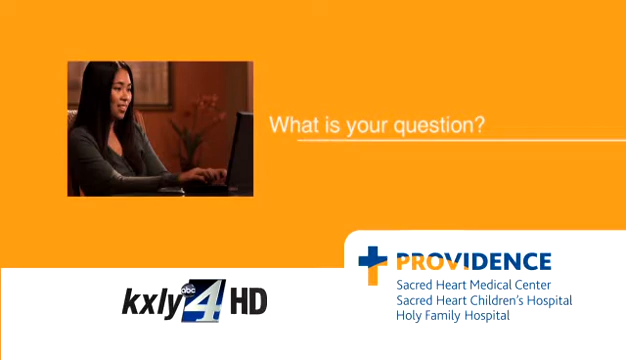 What is your question?
PROVIDENCE
Sacred Heart Medical Center
Sacred Heart Children's Hospital
Holy Family Hospital
kxly abc 4 HD